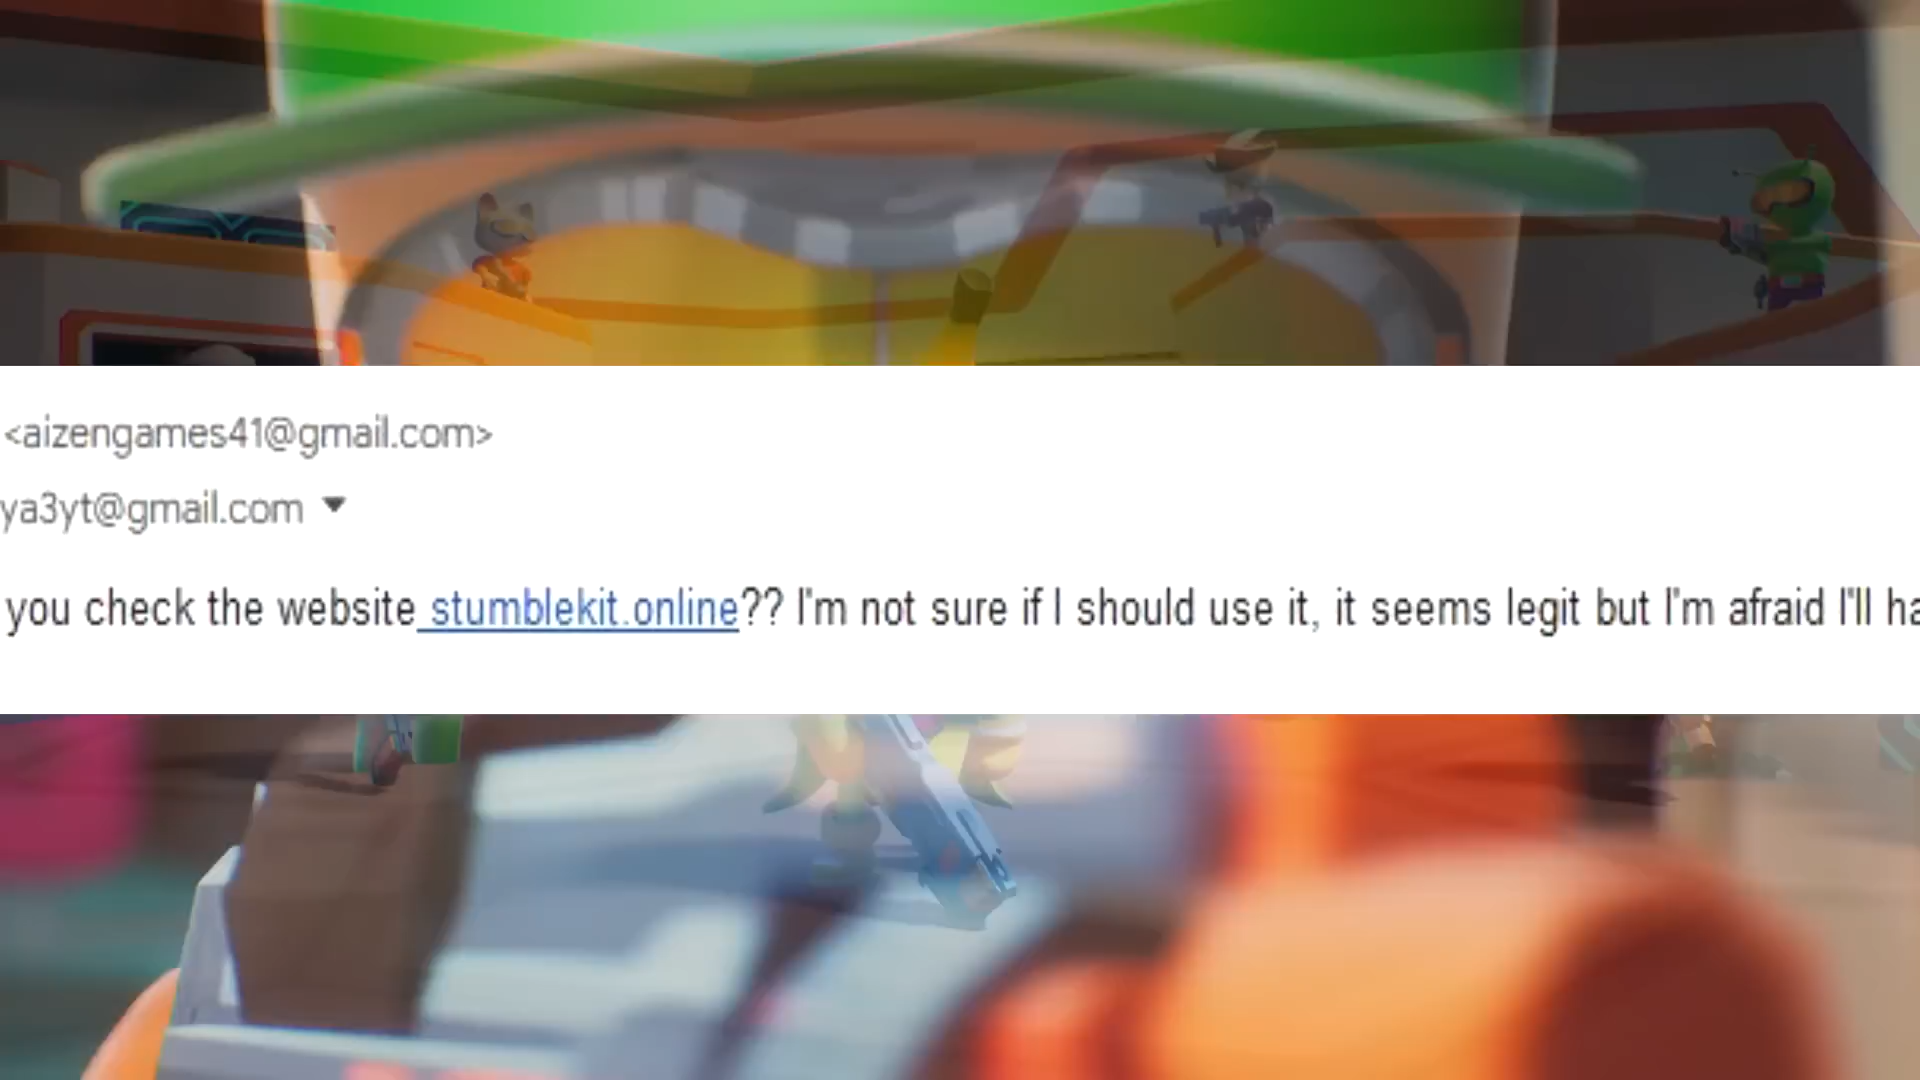 <aizengames41@gmail.com>
ya3yt@gmail.com
you check the website stumblekit.online?? I'm not sure if I should use it, it seems legit but I'm afraid I'll